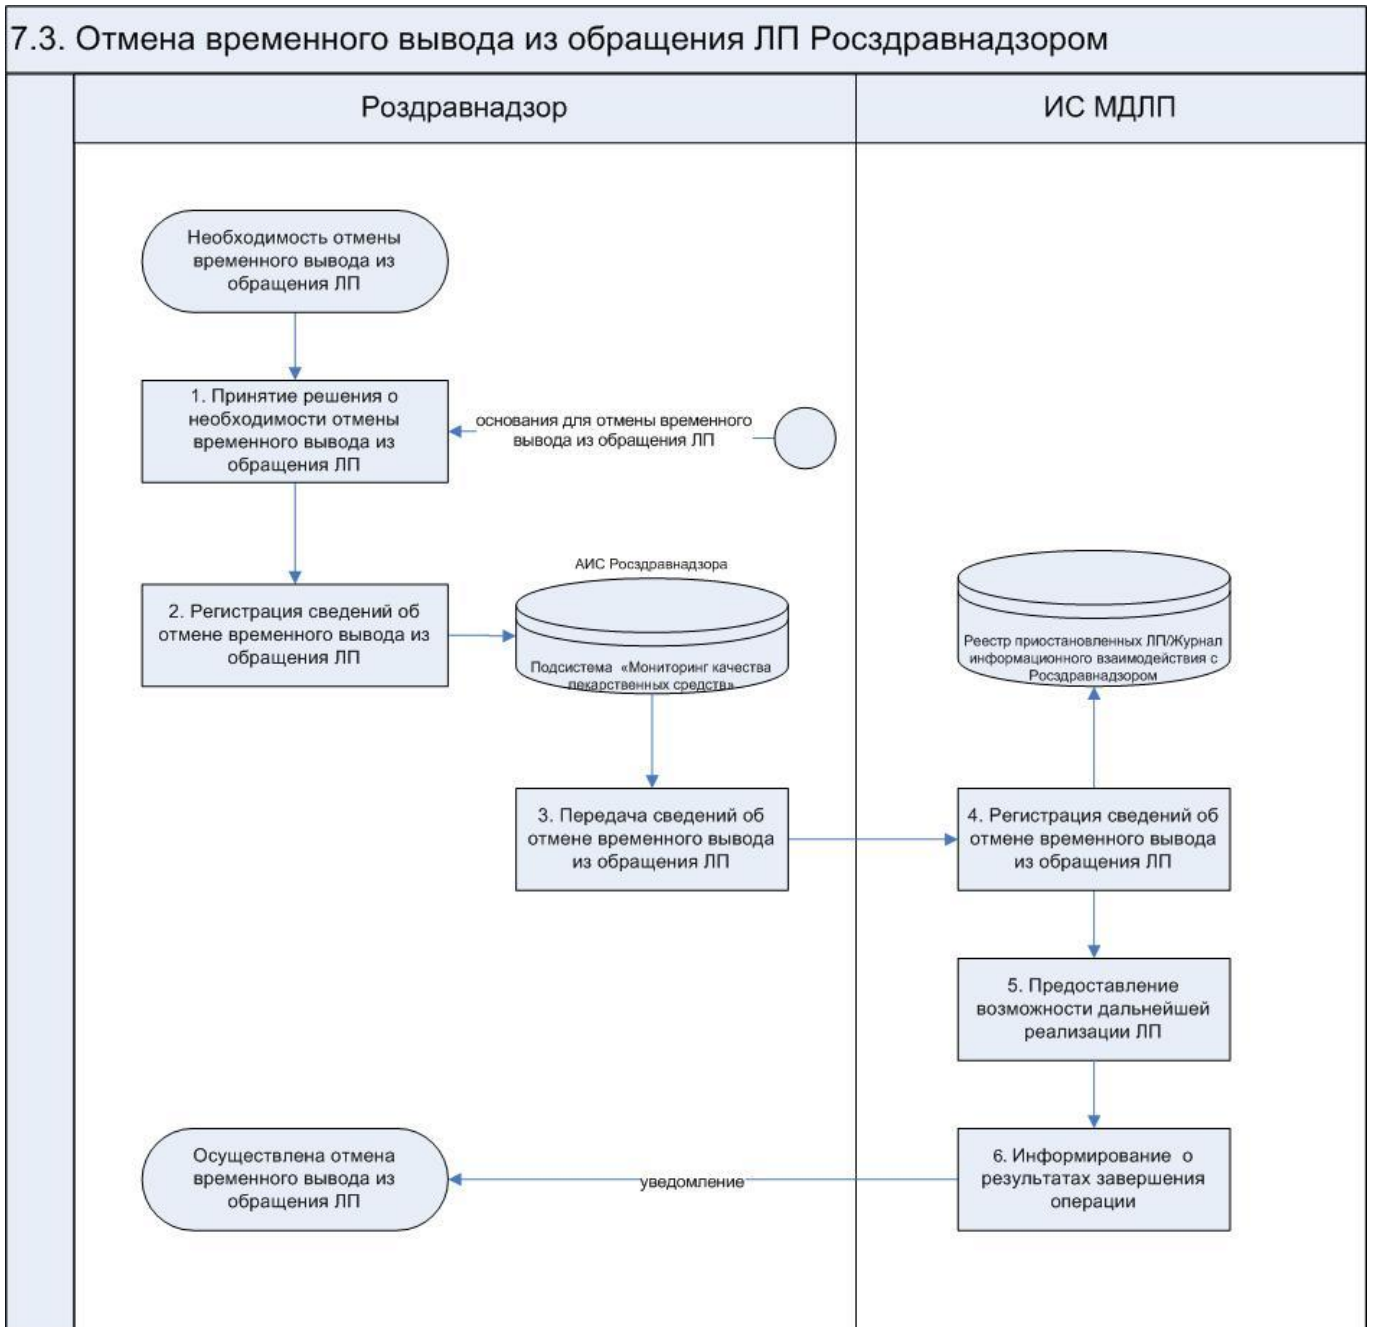 7.3. Отмена временного вывода из обращения ЛП Росздравнадзором
Роздравнадзор
ИС МДЛП
Необходимость отмены
временного вывода из
обращения ЛП
1. Принятие решения о
необходимости отмены
временного вывода из
обращения ЛП
основания для отмены временного
вывода из обращения ЛП
2. Регистрация сведений об
отмене временного вывода из
обращения ЛП
АИС Росздравнадзора
Подсистема «Мониторинг качества
лекарственных средств»
Реестр приостановленных ЛП/Журнал
информационного взаимодействия с
Росздравнадзором
3. Передача сведений об
отмене временного вывода
из обращения ЛП
4. Регистрация сведений об
отмене временного вывода
из обращения ЛП
5. Предоставление
возможности дальнейшей
реализации ЛП
6. Информирование о
результатах завершения
операции
уведомление
Осуществлена отмена
временного вывода из
обращения ЛП